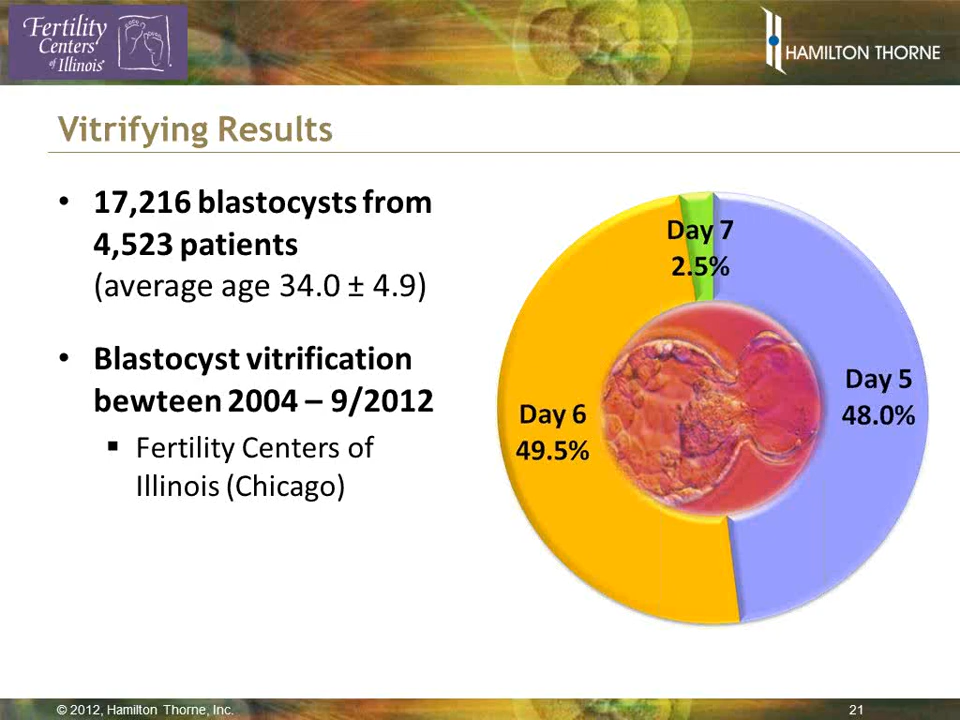 Fertility
Centers
of Illinois
HAMILTON THORNE
Vitrifying Results
• 17,216 blastocysts from
4,523 patients
(average age 34.0 ± 4.9)
• Blastocyst vitrification
bewteen 2004 – 9/2012
▪ Fertility Centers of
Illinois (Chicago)
Day 7
2.5%
Day 5
48.0%
Day 6
49.5%
© 2012, Hamilton Thorne, Inc.
21